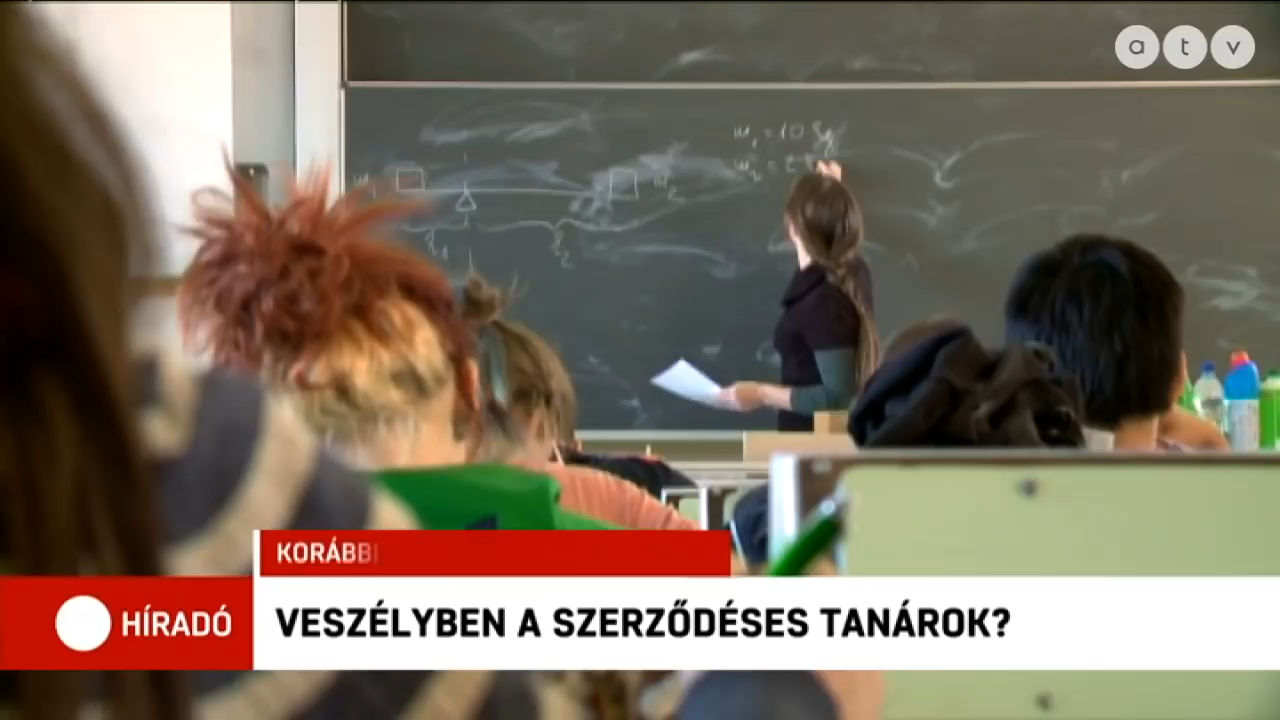 atv
KORÁBBI
HÍRADÓ
VESZÉLYBEN A SZERZŐDÉSES TANÁROK?